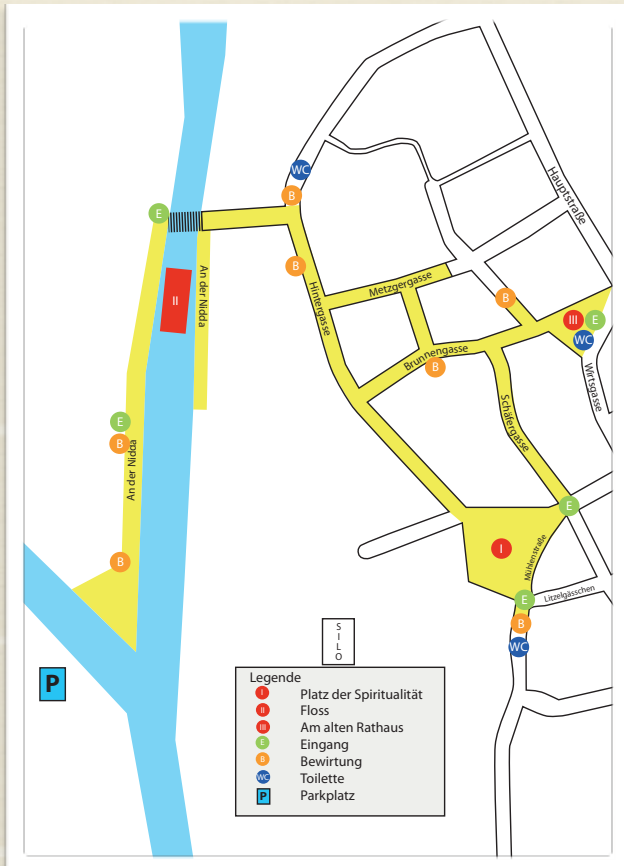 WC
B
Hauptstraße
E
An der Nidda
B
Metzgergasse
II
Hintergasse
B
III
E
WC
Brunnengasse
B
Wirtsgasse
E
B
An der Nidda
Schäfergasse
E
I
Mühlenstraße
B
E
Litzelgässchen
B
WC
SILO
P
Legende
I Platz der Spiritualität
II Floss
III Am alten Rathaus
E Eingang
B Bewirtung
WC Toilette
P Parkplatz